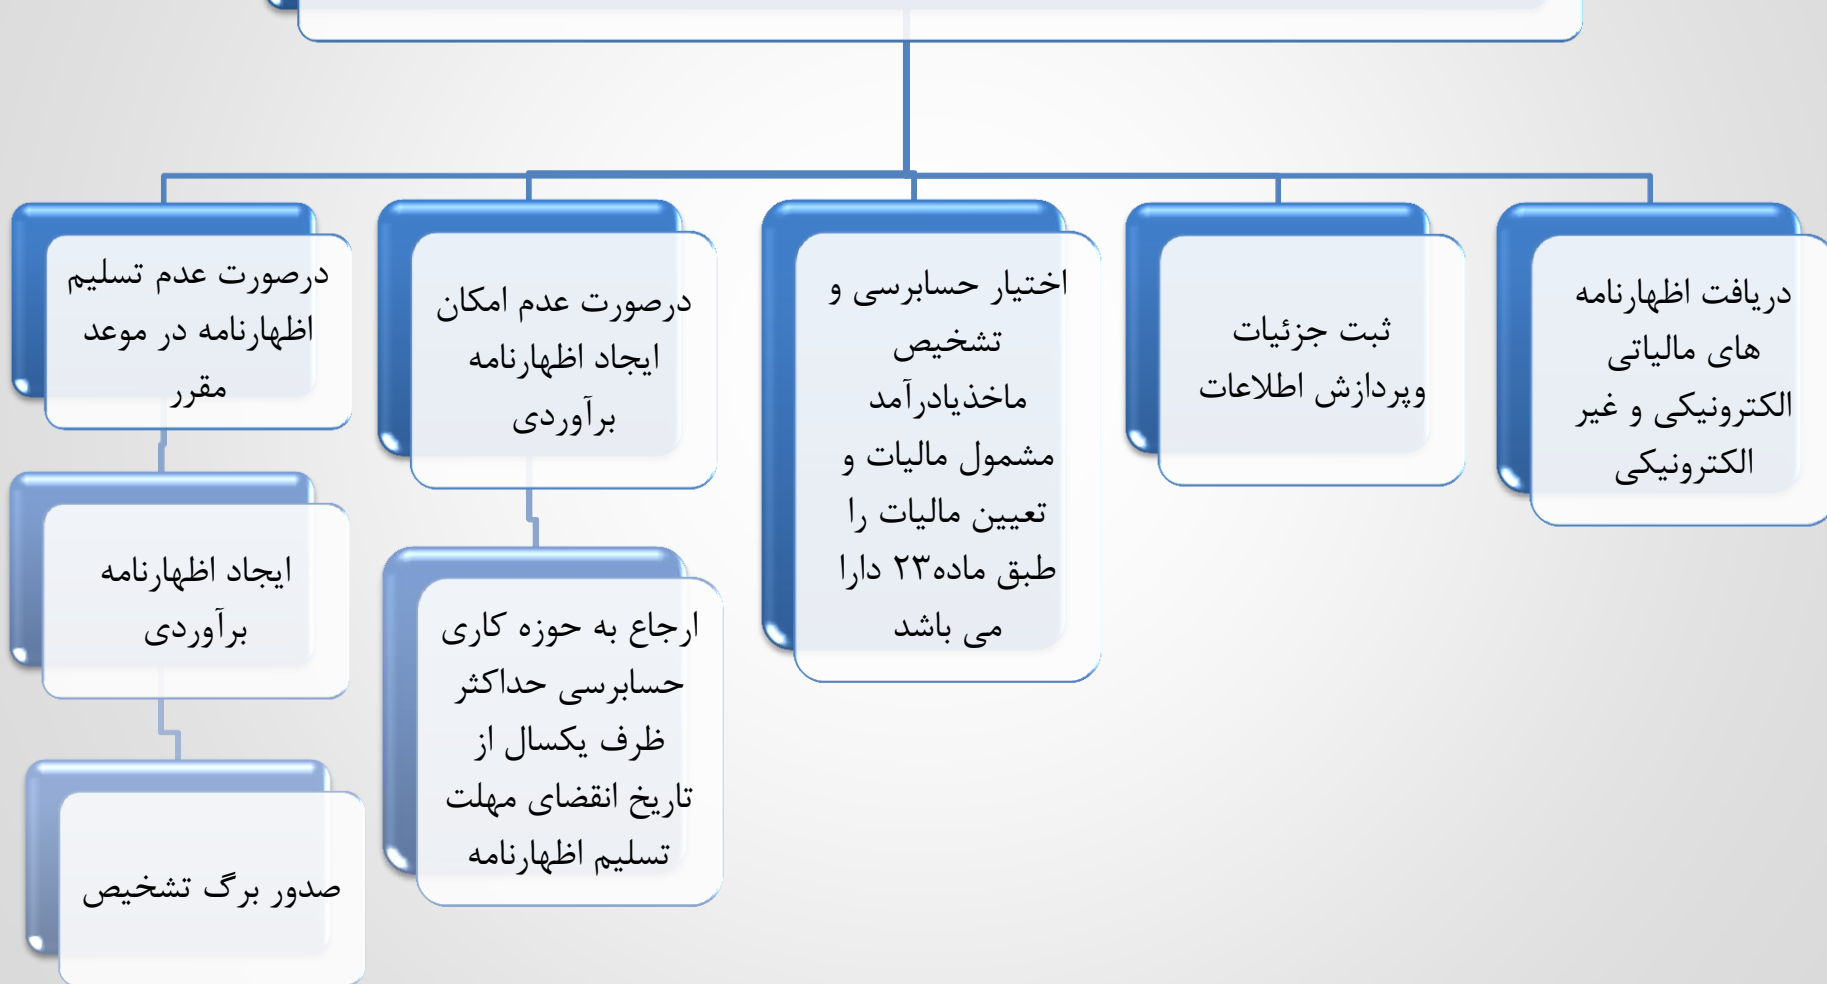 دریافت اظهارنامه
های مالیاتی
الکترونیکی و غیر
الکترونیکی
ثبت جزئیات
وپردازش اطلاعات
اختیار حسابرسی و
تشخیص
ماخذیادرآمد
مشمول مالیات و
تعیین مالیات را
طبق ماده۲۳ دارا
می باشد
درصورت عدم امکان
ایجاد اظهارنامه
برآوردی
ارجاع به حوزه کاری
حسابرسی حداکثر
ظرف یکسال از
تاریخ انقضای مهلت
تسلیم اظهارنامه
درصورت عدم تسلیم
اظهارنامه در موعد
مقرر
ایجاد اظهارنامه
برآوردی
صدور برگ تشخیص